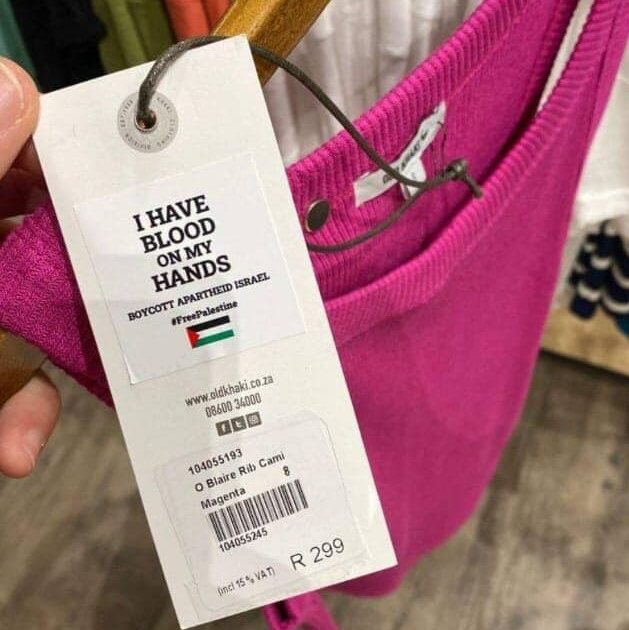 I HAVE
BLOOD
ON MY
HANDS
BOYCOTT APARTHEID ISRAEL
#FreePalestine
www.oldkhaki.co.za
08600 34000
104055193
O Blaire Rib Cami
Magenta 8
104055245
(incl 15% VAT) R 299